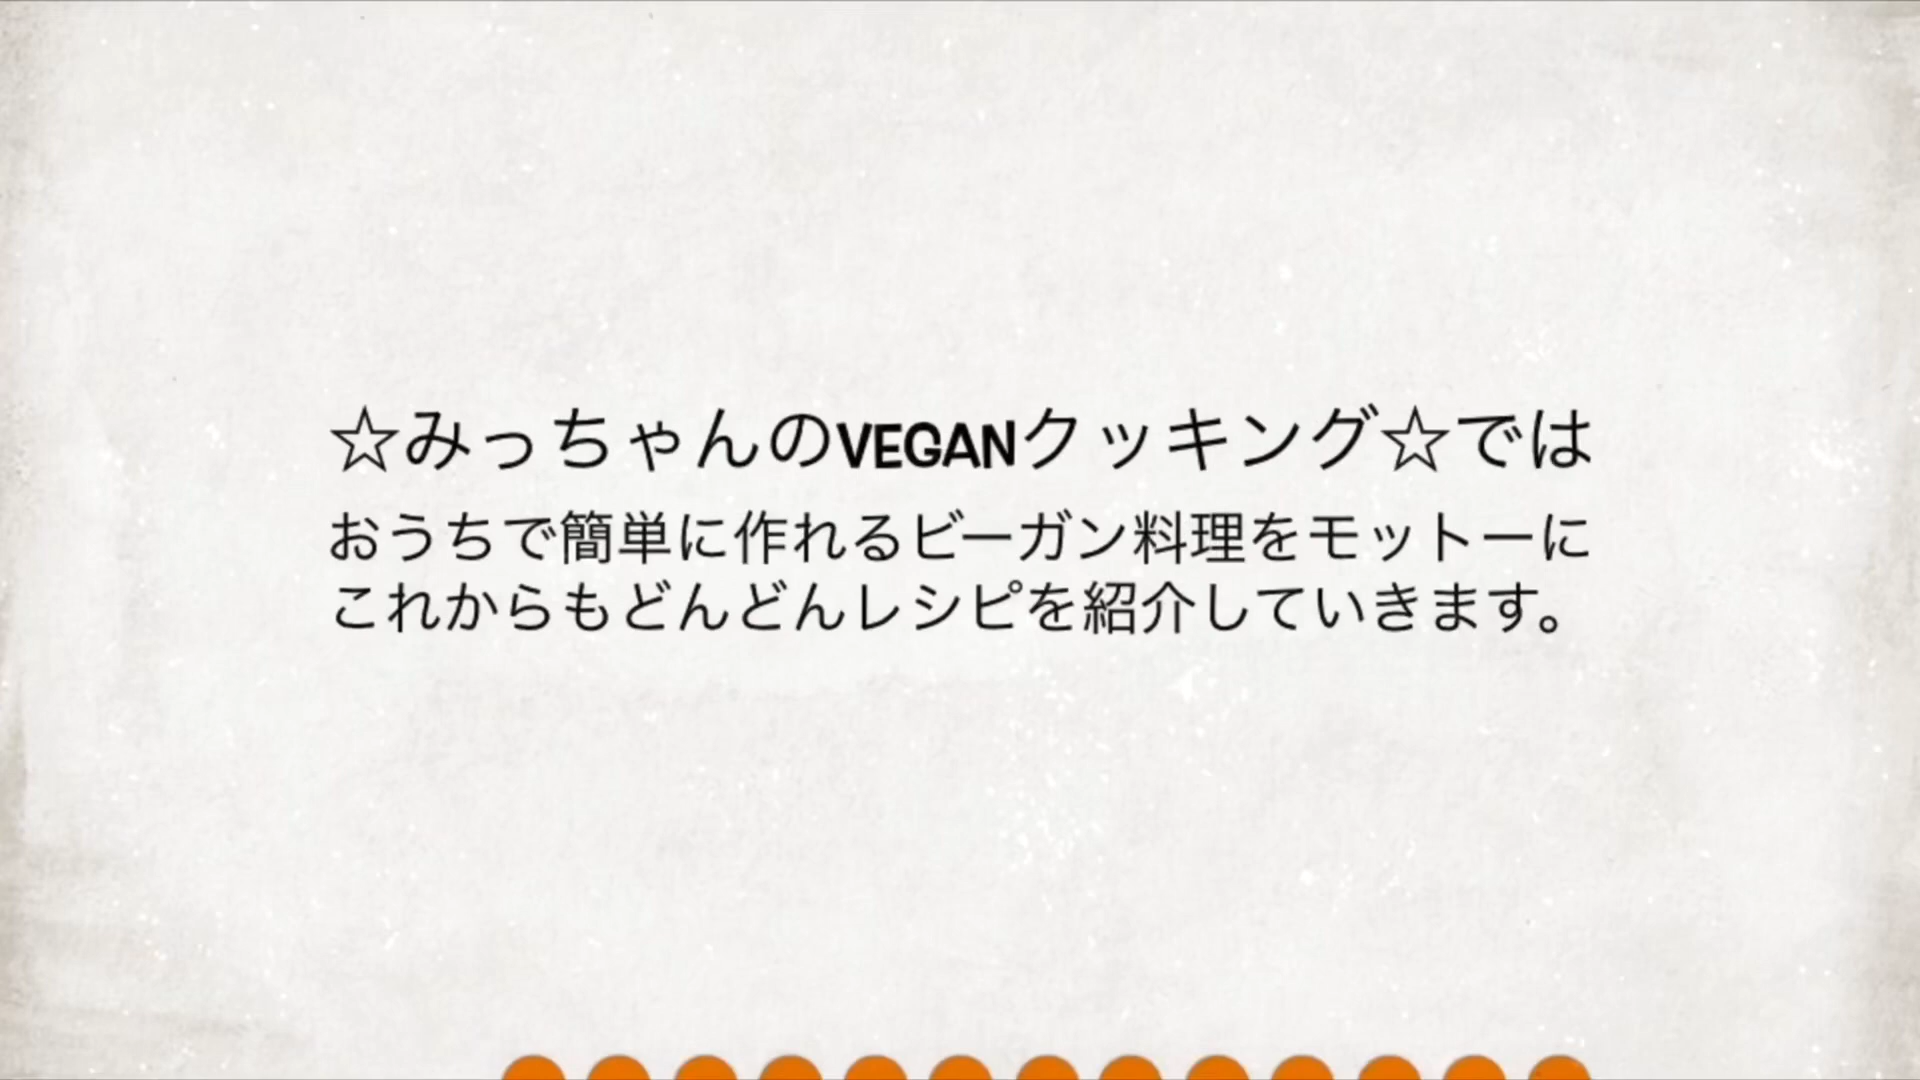 ☆みっちゃんのVEGANクッキング☆では
おうちで簡単に作れるビーガン料理をモットーに
これからもどんどんレシピを紹介していきます。